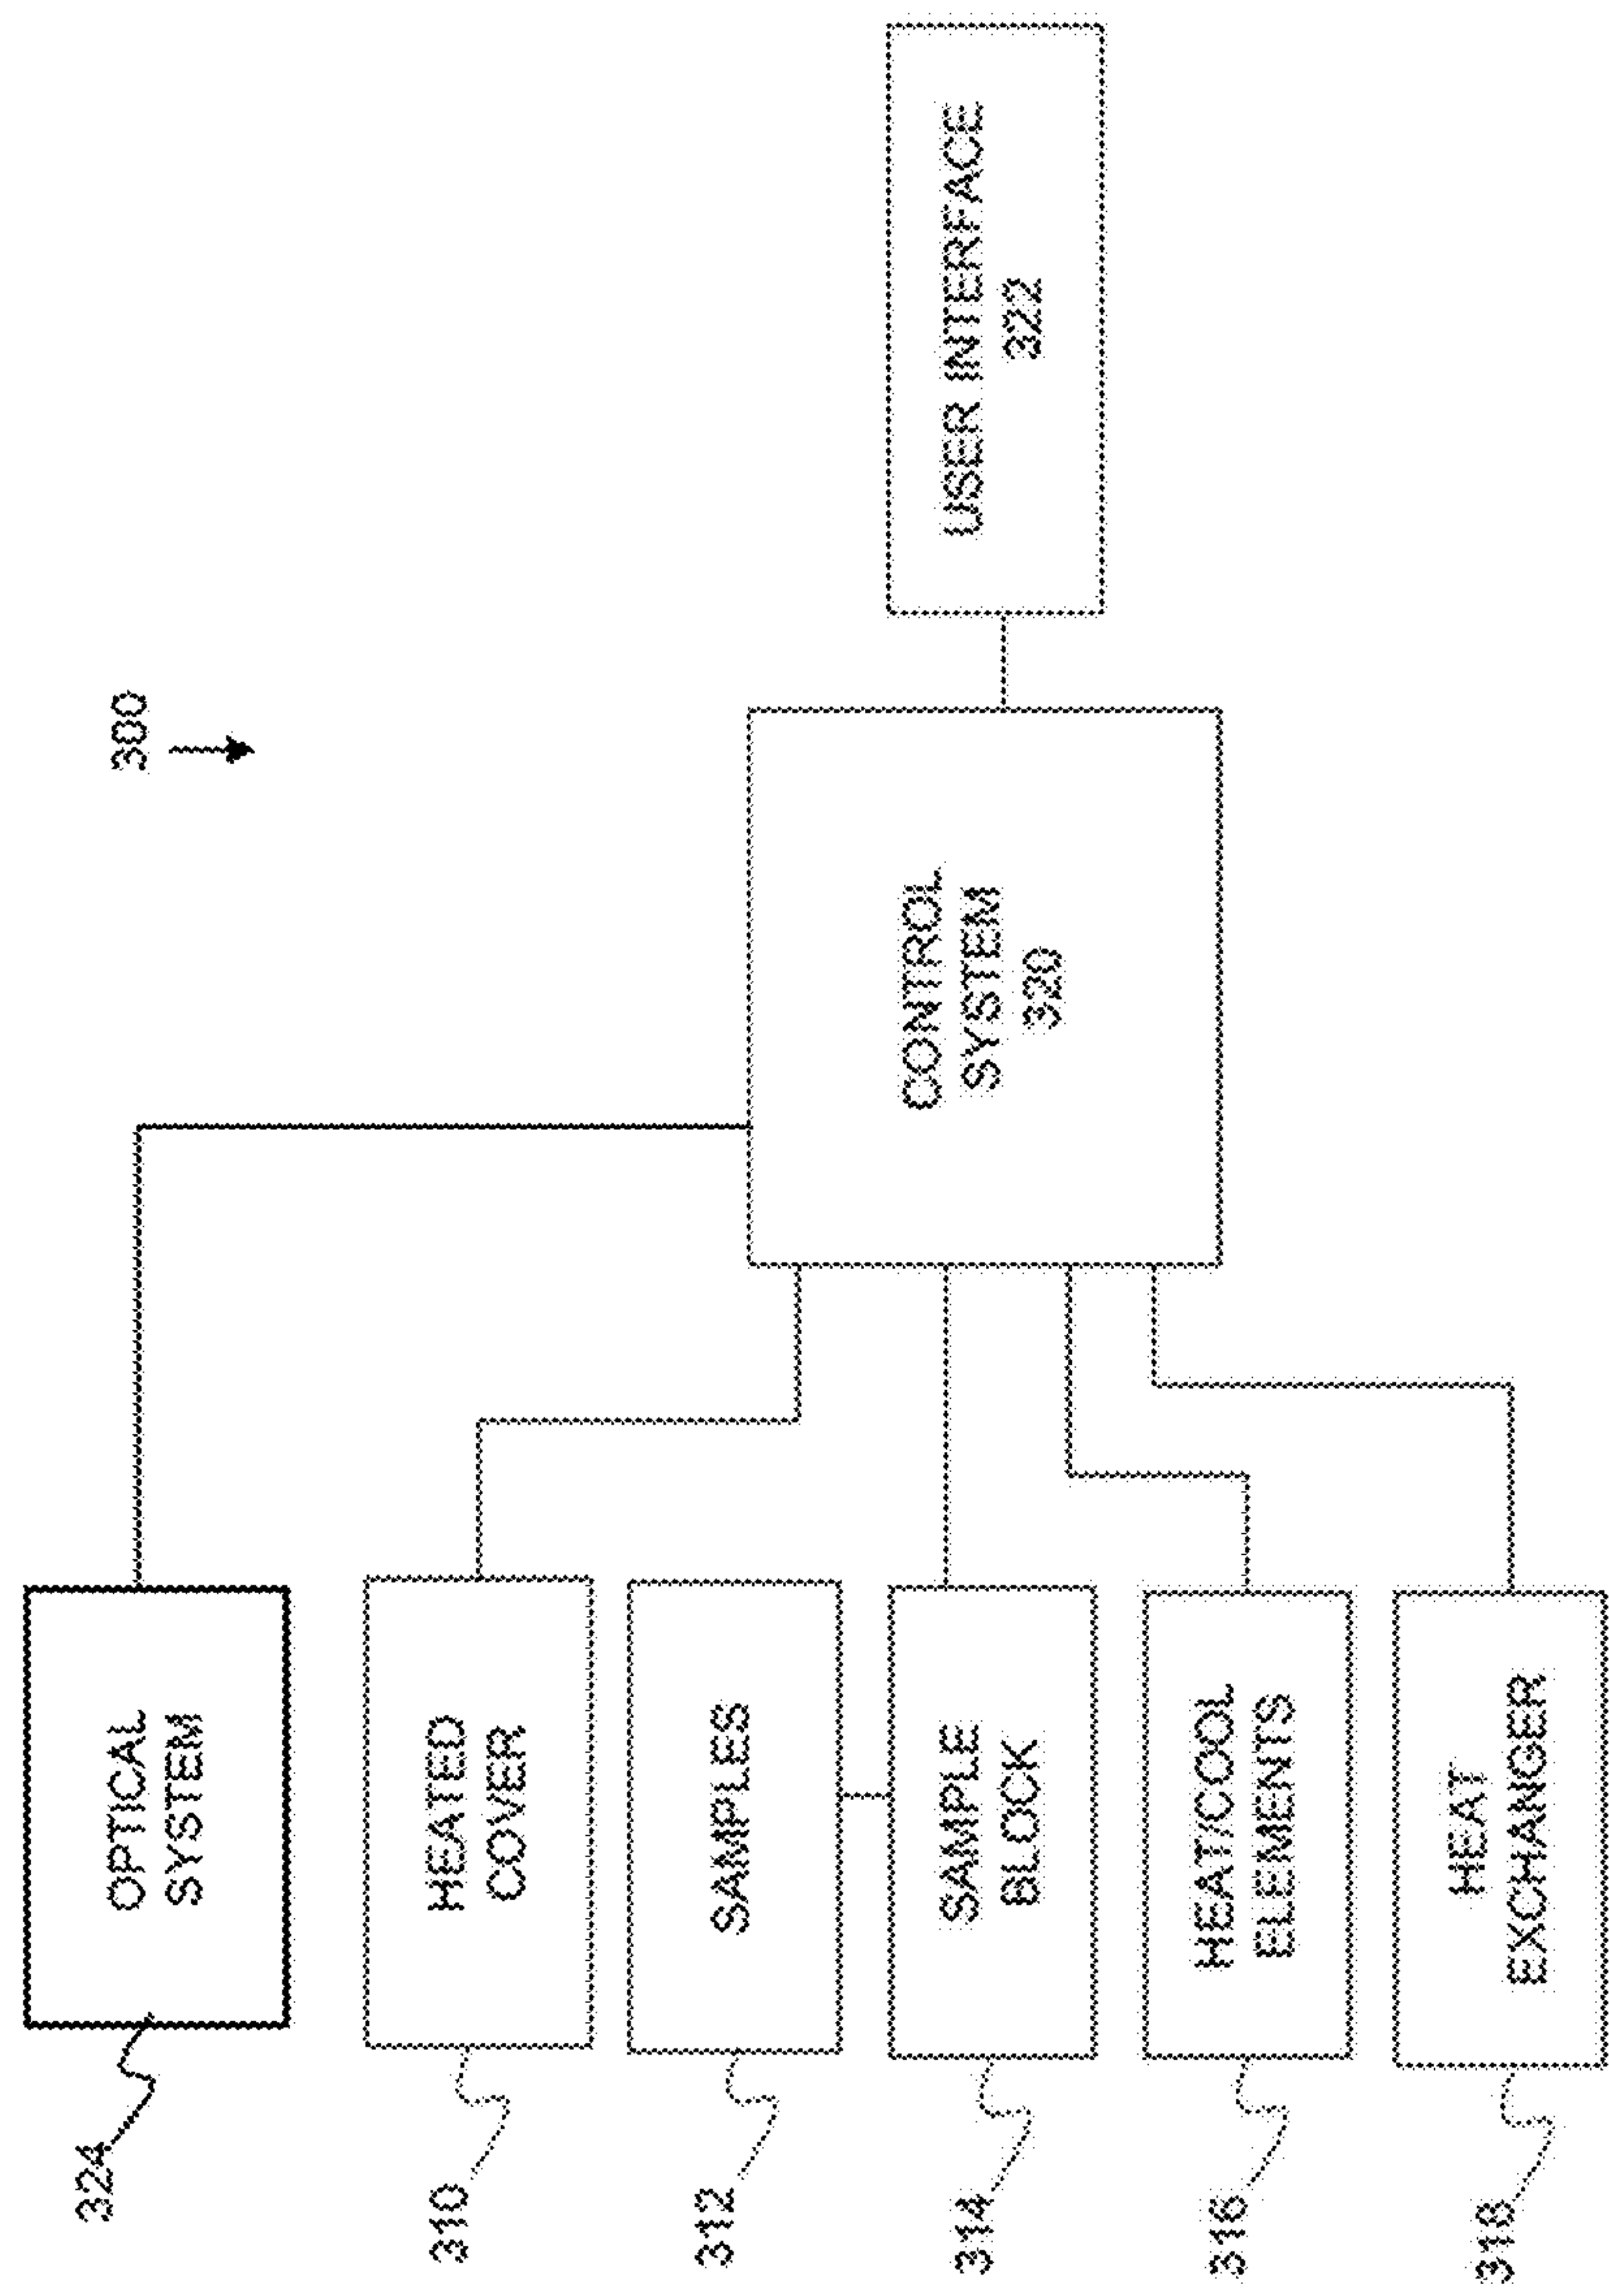 300
324
OPTICAL
SYSTEM
310
HEATED
COVER
312
SAMPLES
314
SAMPLE
BLOCK
316
HEAT/COOL
ELEMENTS
318
HEAT
EXCHANGER
CONTROL
SYSTEM
320
USER INTERFACE
322